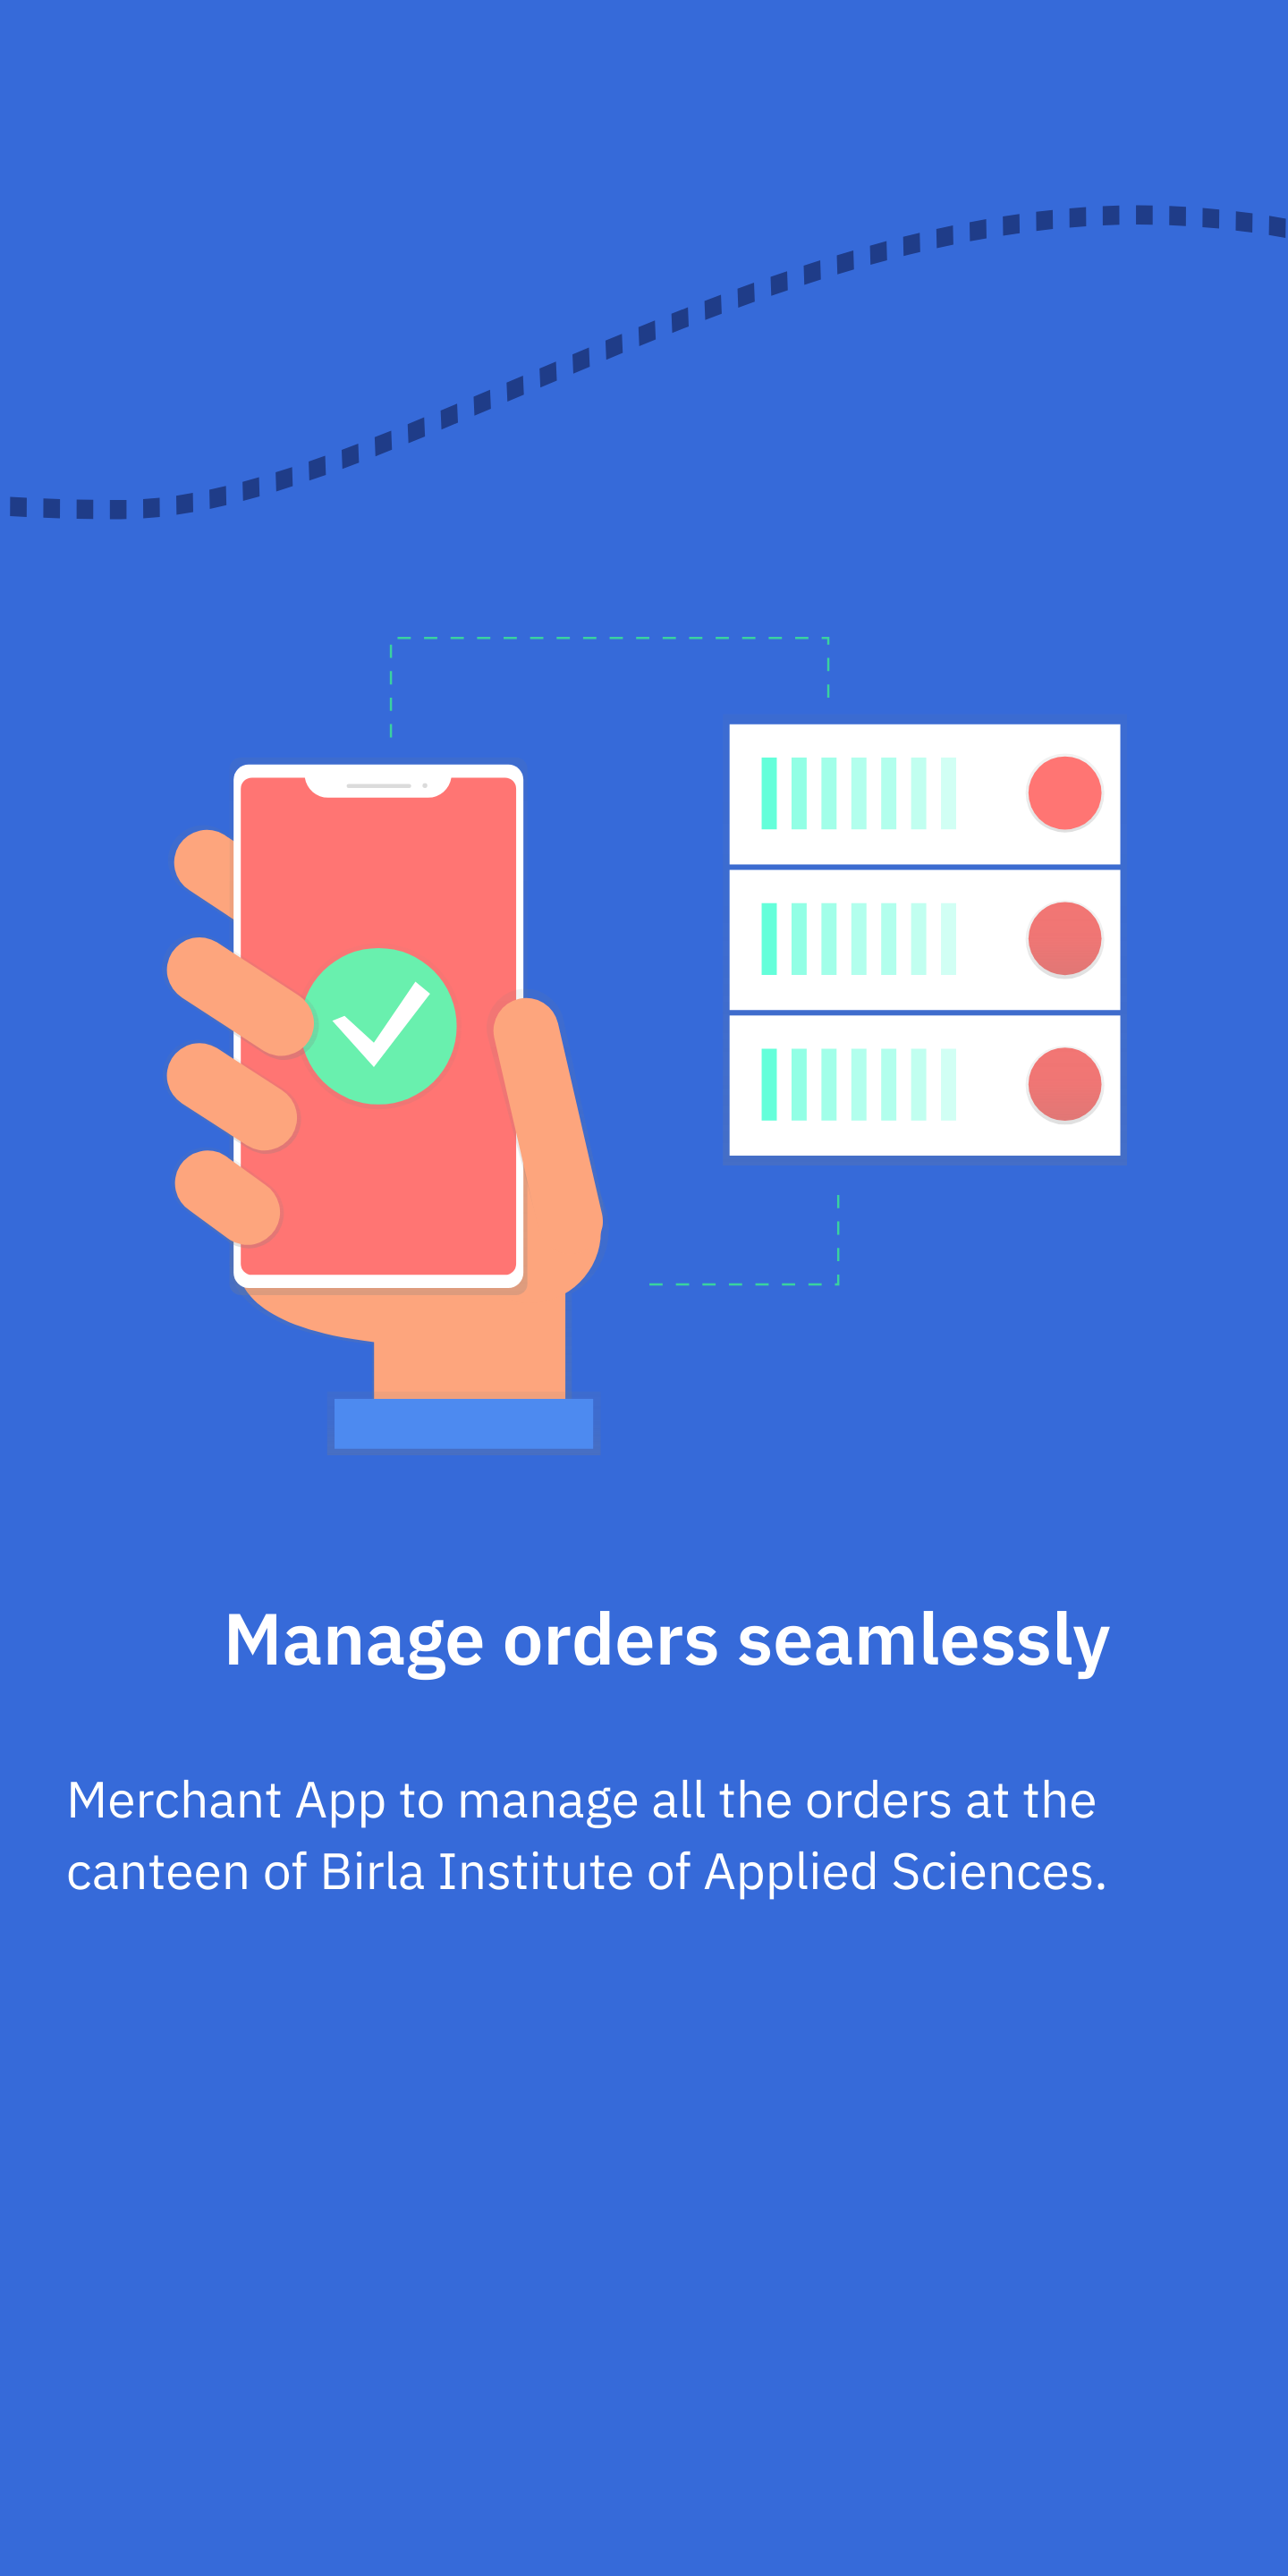 Manage orders seamlessly
Merchant App to manage all the orders at the
canteen of Birla Institute of Applied Sciences.